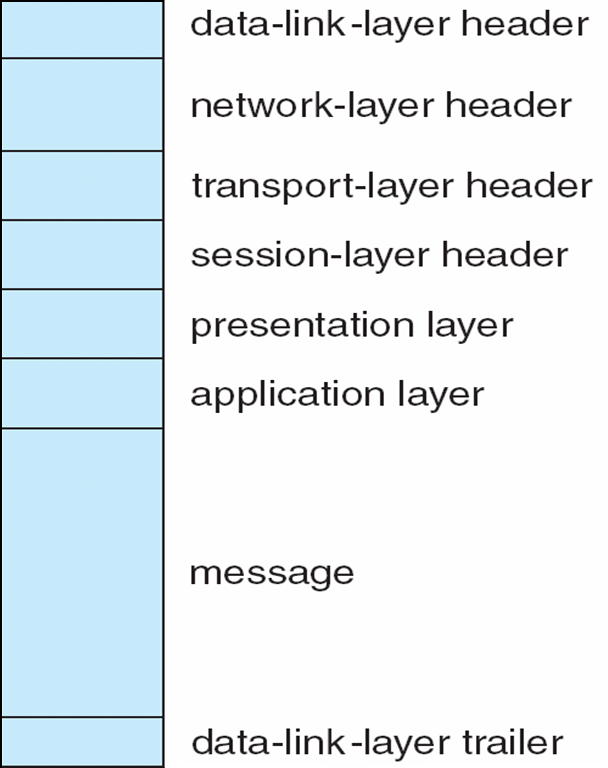 data-link-layer header
network-layer header
transport-layer header
session-layer header
presentation layer
application layer
message
data-link-layer trailer